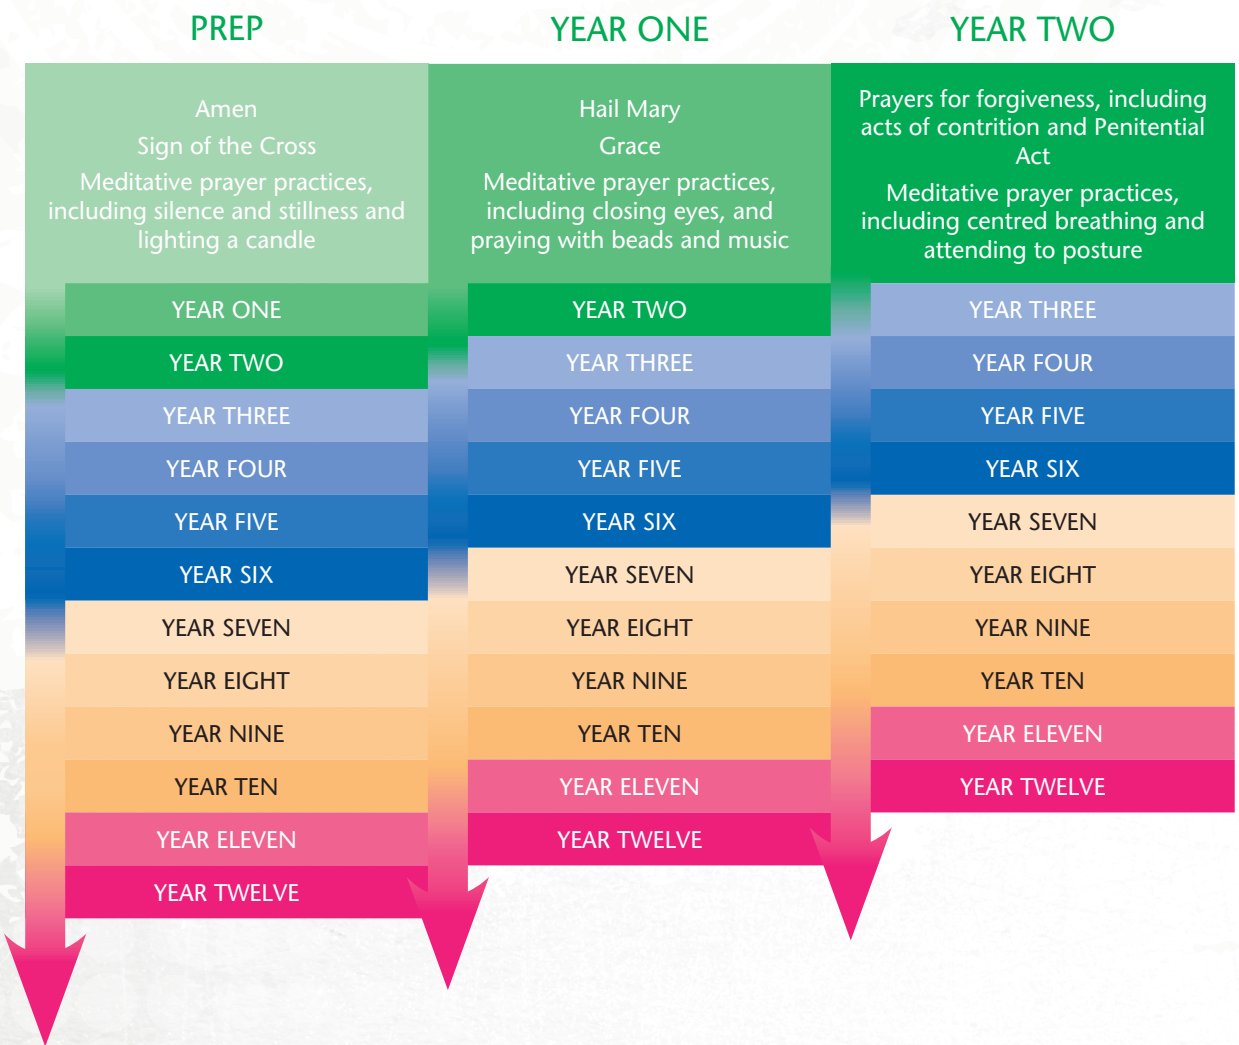 PREP
Amen
Sign of the Cross
Meditative prayer practices,
including silence and stillness and
lighting a candle
YEAR ONE
YEAR TWO
YEAR THREE
YEAR FOUR
YEAR FIVE
YEAR SIX
YEAR SEVEN
YEAR EIGHT
YEAR NINE
YEAR TEN
YEAR ELEVEN
YEAR TWELVE
YEAR ONE
Hail Mary
Grace
Meditative prayer practices,
including closing eyes, and
praying with beads and music
YEAR TWO
YEAR THREE
YEAR FOUR
YEAR FIVE
YEAR SIX
YEAR SEVEN
YEAR EIGHT
YEAR NINE
YEAR TEN
YEAR ELEVEN
YEAR TWELVE
YEAR TWO
Prayers for forgiveness, including
acts of contrition and Penitential
Act
Meditative prayer practices,
including centred breathing and
attending to posture
YEAR THREE
YEAR FOUR
YEAR FIVE
YEAR SIX
YEAR SEVEN
YEAR EIGHT
YEAR NINE
YEAR TEN
YEAR ELEVEN
YEAR TWELVE